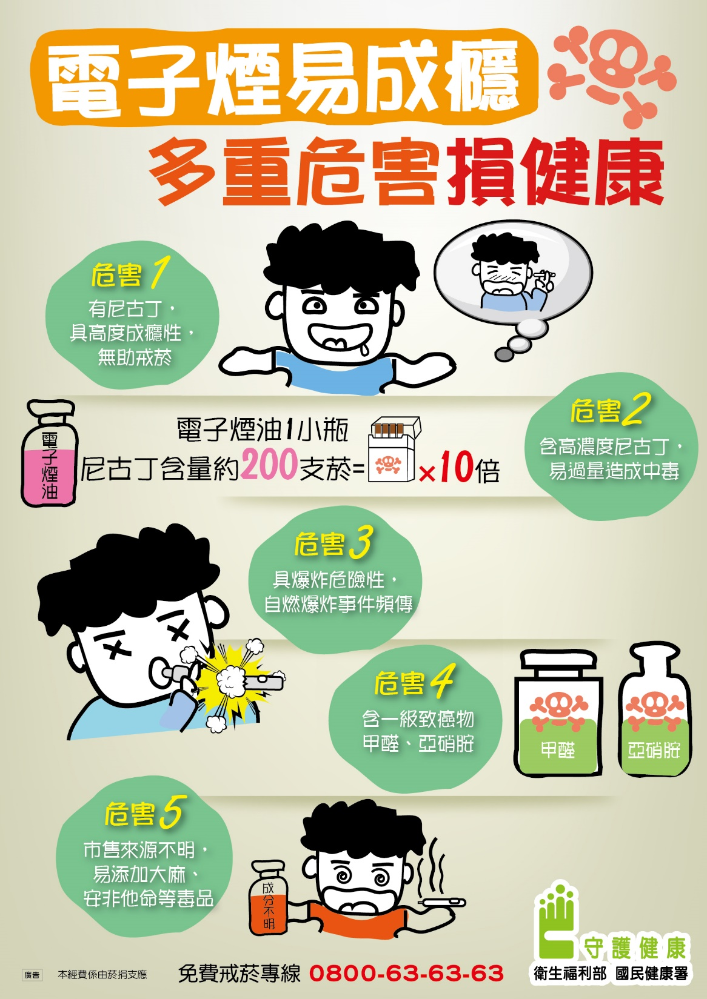 電子煙易成癮
多重危害損健康
危害1
有尼古丁，
具高度成癮性，
無助戒菸
危害2
含高濃度尼古丁，
易過量造成中毒
電子煙油
電子煙油1小瓶
尼古丁含量約200支菸=
×10倍
危害3
具爆炸危險性，
自燃爆炸事件頻傳
危害4
含一級致癌物
甲醛、亞硝胺
甲醛
亞硝胺
危害5
市售來源不明，
易添加大麻、
安非他命等毒品
成分不明
守護健康
衛生福利部 國民健康署
廣告
本經費係由菸捐支應
免費戒菸專線 0800-63-63-63